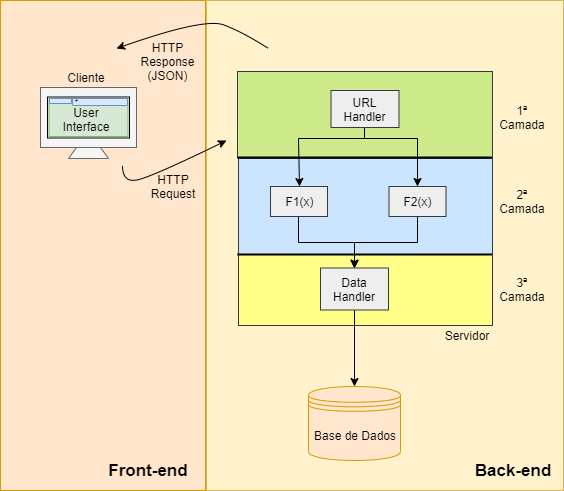 HTTP
Response
(JSON)
Cliente
User
Interface
HTTP
Request
URL
Handler
1ª
Camada
F1(x)
F2(x)
2ª
Camada
Data
Handler
3ª
Camada
Servidor
Base de Dados
Front-end
Back-end